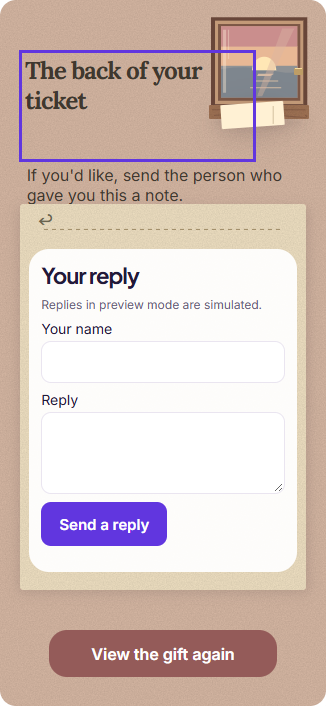 The back of your
ticket
If you'd like, send the person who
gave you this a note.
Your reply
Replies in preview mode are simulated.
Your name
Reply
Send a reply
View the gift again